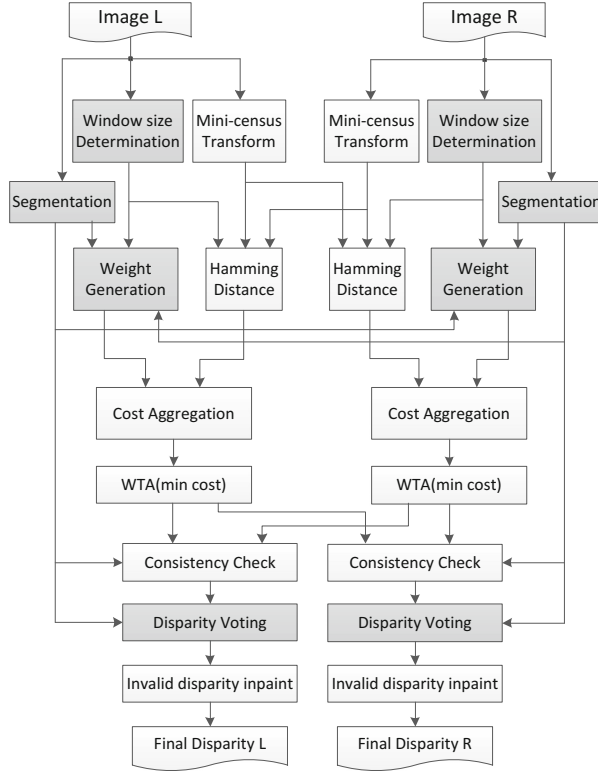 Image L
Image R
Window size
Determination
Mini-census
Transform
Mini-census
Transform
Window size
Determination
Segmentation
Segmentation
Weight
Generation
Hamming
Distance
Hamming
Distance
Weight
Generation
Cost Aggregation
Cost Aggregation
WTA(min cost)
WTA(min cost)
Consistency Check
Consistency Check
Disparity Voting
Disparity Voting
Invalid disparity inpaint
Invalid disparity inpaint
Final Disparity L
Final Disparity R